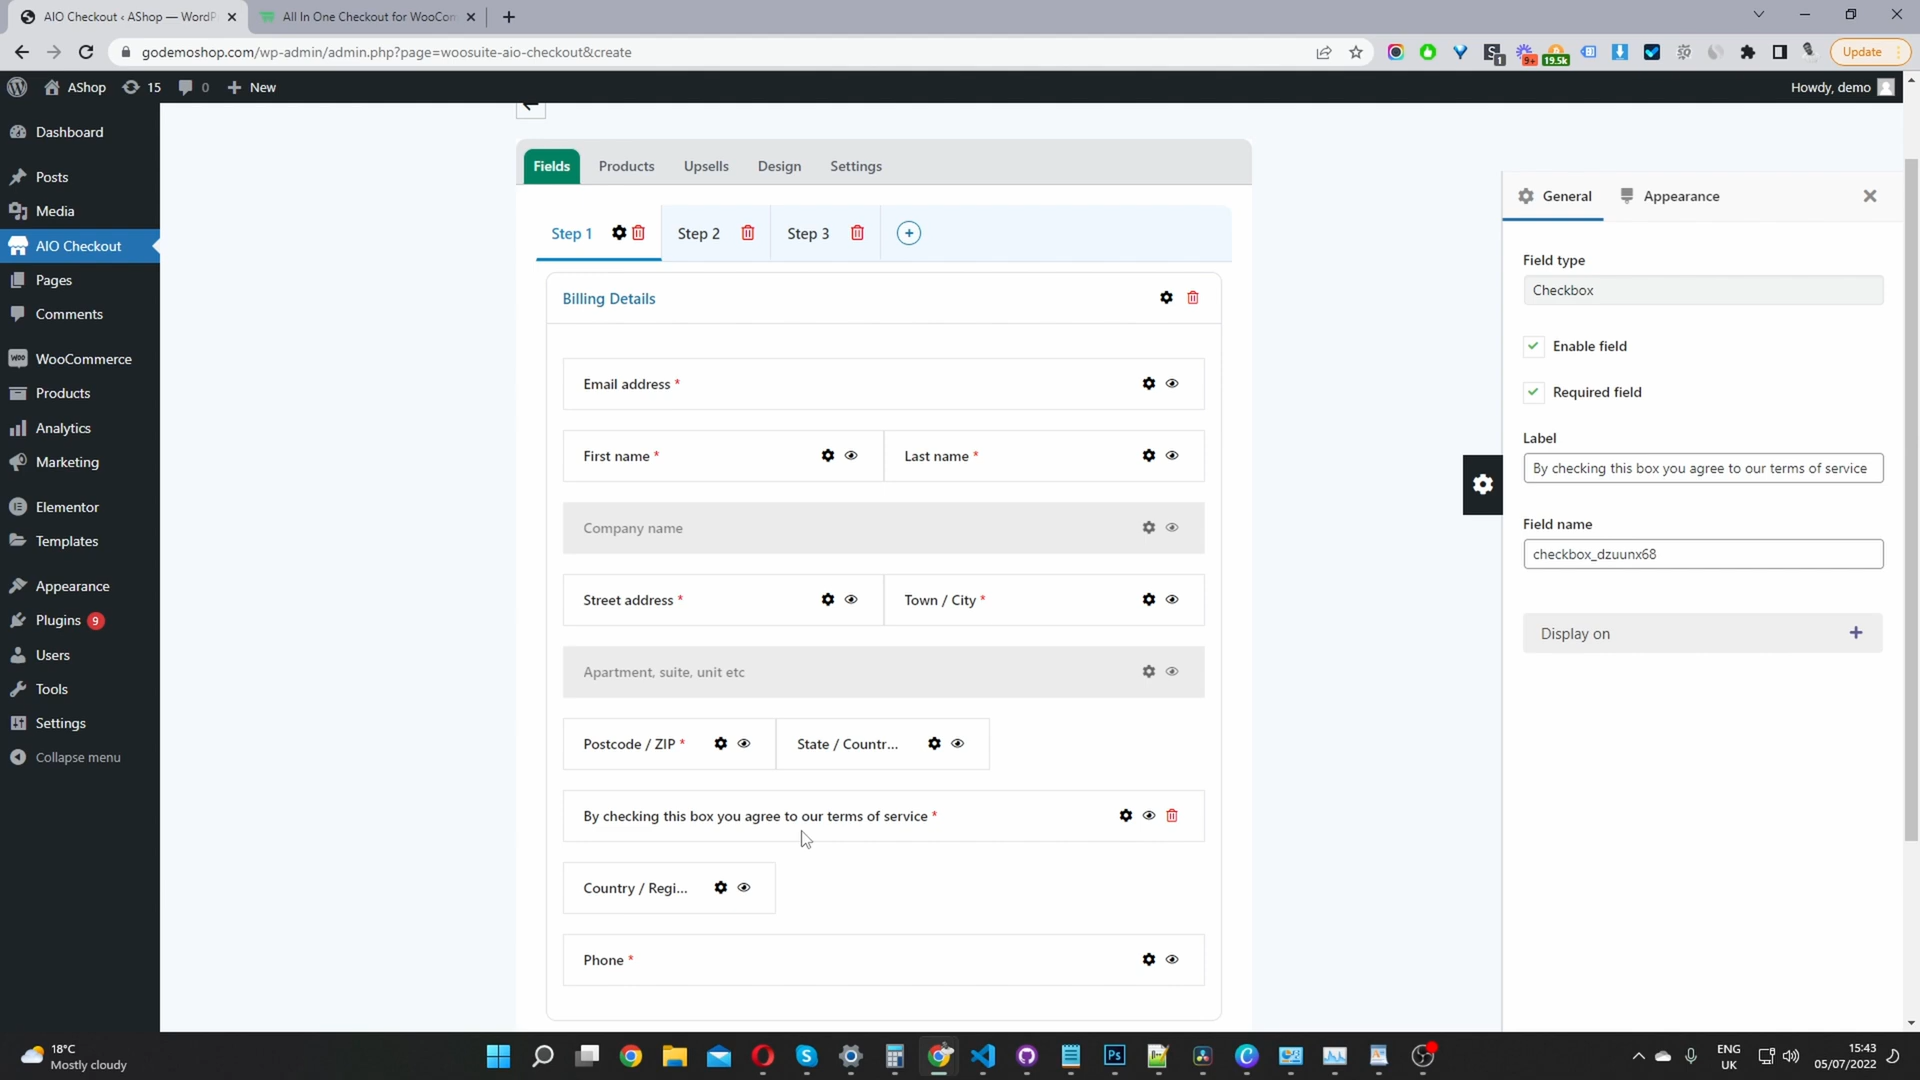 AIO Checkout ‹ AShop — WordP
All In One Checkout for WooCom
godemoshop.com/wp-admin/admin.php?page=woosuite-aio-checkout&create
1
9+
19.5k
Update
AShop
15
0
New
Howdy, demo
Dashboard
Posts
Media
AIO Checkout
Pages
Comments
WooCommerce
Products
Analytics
Marketing
Elementor
Templates
Appearance
Plugins 9
Users
Tools
Settings
Collapse menu
Fields
Products
Upsells
Design
Settings
Step 1
Step 2
Step 3
Billing Details
Email address *
First name *
Last name *
Company name
Street address *
Town / City *
Apartment, suite, unit etc
Postcode / ZIP *
State / Countr...
By checking this box you agree to our terms of service *
Country / Regi...
Phone *
General
Appearance
Field type
Checkbox
Enable field
Required field
Label
By checking this box you agree to our terms of service
Field name
checkbox_dzuunx68
Display on
18°C
Mostly cloudy
Ps
ENG
UK
15:43
05/07/2022